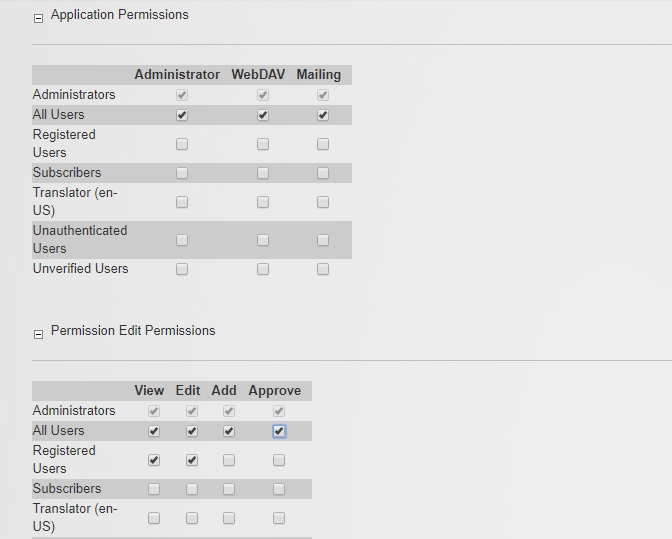 Application Permissions
Administrator WebDAV Mailing
Administrators
All Users
Registered
Users
Subscribers
Translator (en-
US)
Unauthenticated
Users
Unverified Users
Permission Edit Permissions
View Edit Add Approve
Administrators
All Users
Registered
Users
Subscribers
Translator (en-
US)